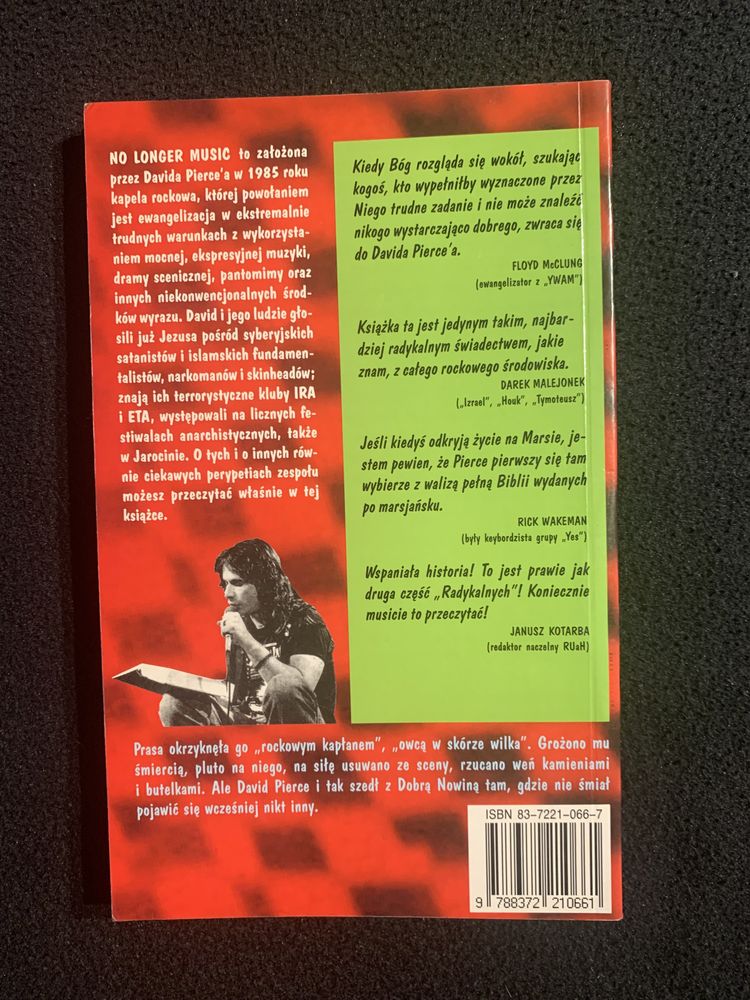 NO LONGER MUSIC to założona
przez Davida Pierce'a w 1985 roku
kapela rockowa, której powołaniem
jest ewangelizacja w ekstremalnie
trudnych warunkach z wykorzysta-
niem mocnej, ekspresyjnej muzyki,
dramy scenicznej, pantomimy oraz
innych niekonwencjonalnych środ-
ków wyrazu. David i jego ludzie gło-
sili już Jezusa pośród syberyjskich
satanistów i islamskich fundamen-
talistów, narkomanów i skinheadów;
znają ich terrorystyczne kluby IRA
i ETA, występowali na licznych fe-
stiwalach anarchistycznych, także
w Jarocinie. O tych i o innych rów-
nie ciekawych perypetiach zespołu
możesz przeczytać właśnie w tej
książce.
Kiedy Bóg rozgląda się wokół, szukając
kogoś, kto wypełniłby wyznaczone przez
Niego trudne zadanie i nie może znaleźć
nikogo wystarczająco dobrego, zwraca się
do Davida Pierce'a.
FLOYD McCLUNG
(ewangelizator z „YWAM")
Książka ta jest jedynym takim, najbar-
dziej radykalnym świadectwem, jakie
znam, z całego rockowego środowiska.
DAREK MALEJONEK
(„Izrael", „Houk", „Tymoteusz")
Jeśli kiedyś odkryją życie na Marsie, je-
stem pewien, że Pierce pierwszy się tam
wybierze z walizą pełną Biblii wydanych
po marsjańsku.
RICK WAKEMAN
(były keybordzista grupy „Yes")
Wspaniała historia! To jest prawie jak
druga część „Radykalnych"! Koniecznie
musicie to przeczytać!
JANUSZ KOTARBA
(redaktor naczelny RUaH)
Prasa okrzyknęła go „rockowym kapłanem", „owcą w skórze wilka". Grożono mu
śmiercią, pluto na niego, na siłę usuwano ze sceny, rzucano weń kamieniami
i butelkami. Ale David Pierce i tak szedł z Dobrą Nowiną tam, gdzie nie śmiał
pojawić się wcześniej nikt inny.
ISBN 83-7221-066-7
9 788372 210661